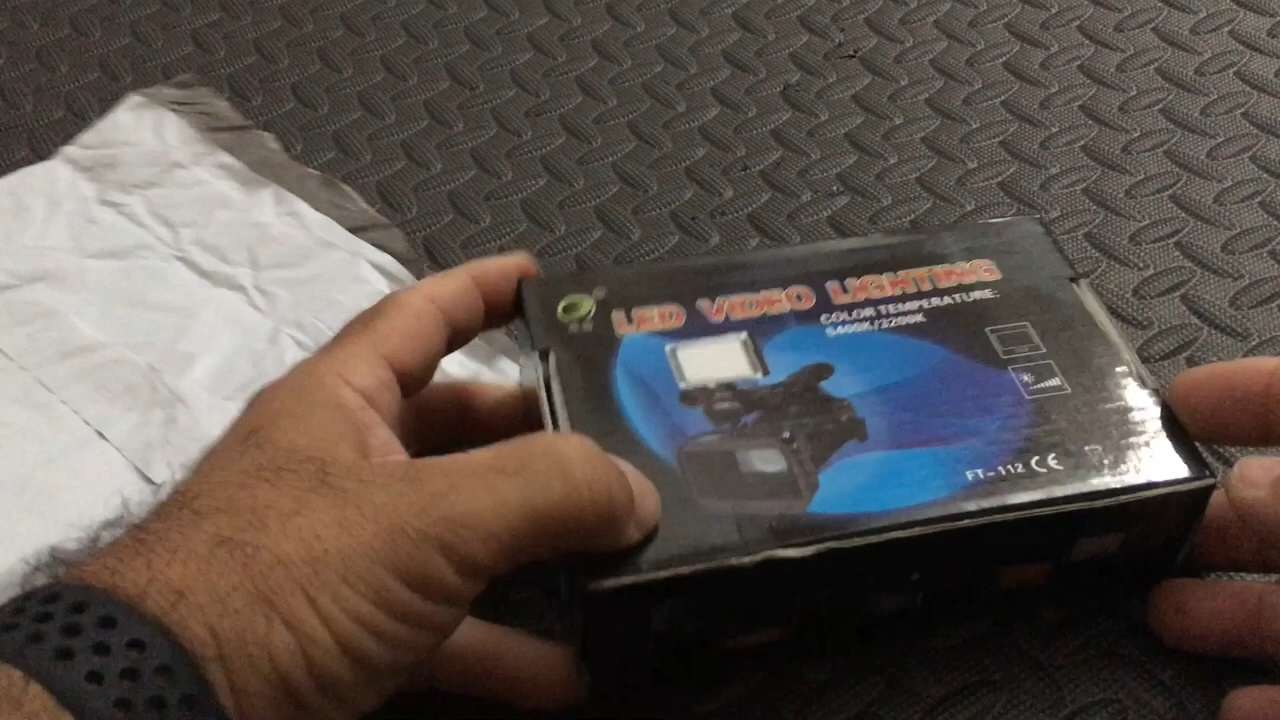 LED VIDEO LIGHTING
COLOR TEMPERATURE:
5400K/3200K
FT-112 CE